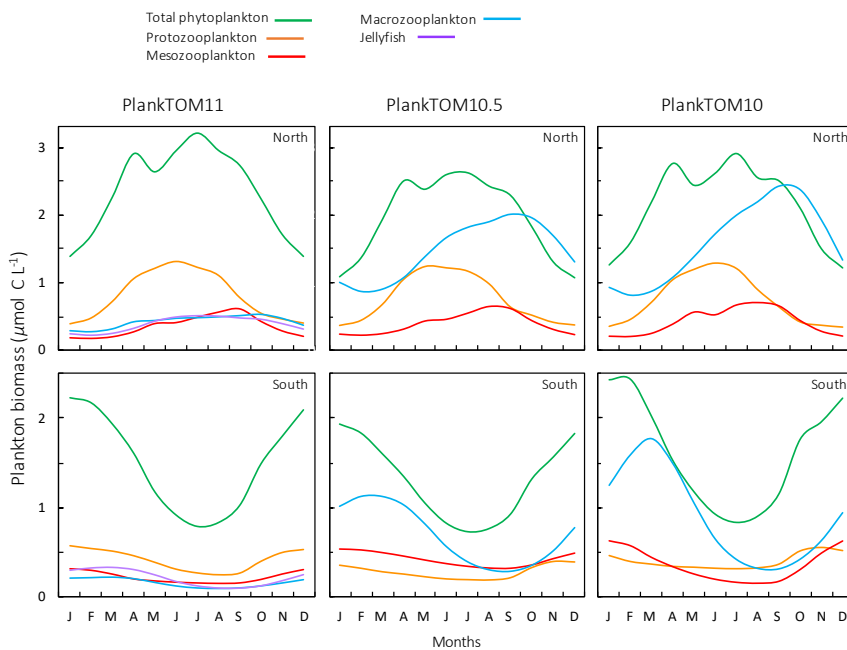 Total phytoplankton
Macrozooplankton
Protozooplankton
Jellyfish
Mesozooplankton
PlankTOM11
PlankTOM10.5
PlankTOM10
North
North
North
3
2
1
0
South
South
South
2
1
0
Plankton biomass (μmol C L⁻¹)
J F M A M J J A S O N D
J F M A M J J A S O N D
J F M A M J J A S O N D
Months